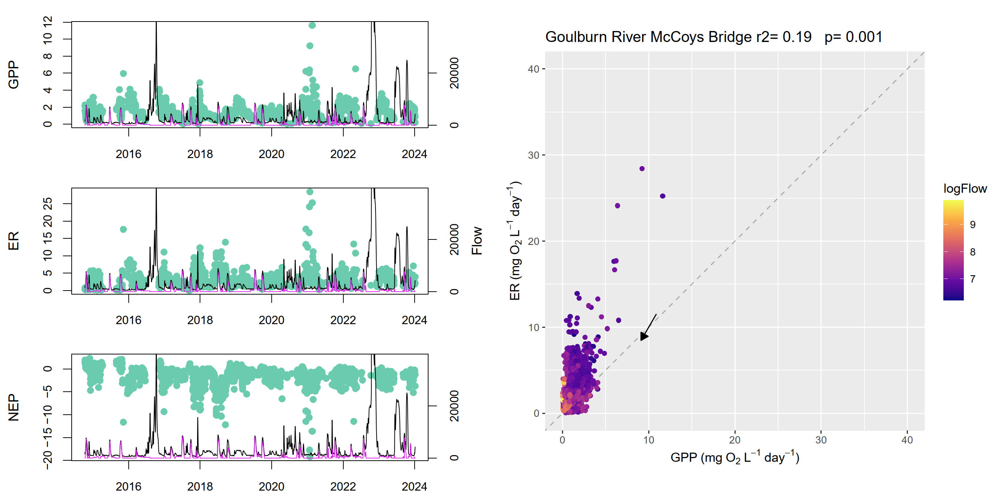 GPP
0 2 4 6 8 10 12
0 20000
2016 2018 2020 2022 2024
ER
0 5 10 15 20 25
0 20000
Flow
2016 2018 2020 2022 2024
NEP
−20 −15 −10 −5 0
0 20000
2016 2018 2020 2022 2024
Goulburn River McCoys Bridge r2= 0.19 p= 0.001
ER (mg O₂ L⁻¹ day⁻¹)
40
30
20
10
0
0 10 20 30 40
GPP (mg O₂ L⁻¹ day⁻¹)
logFlow
9
8
7